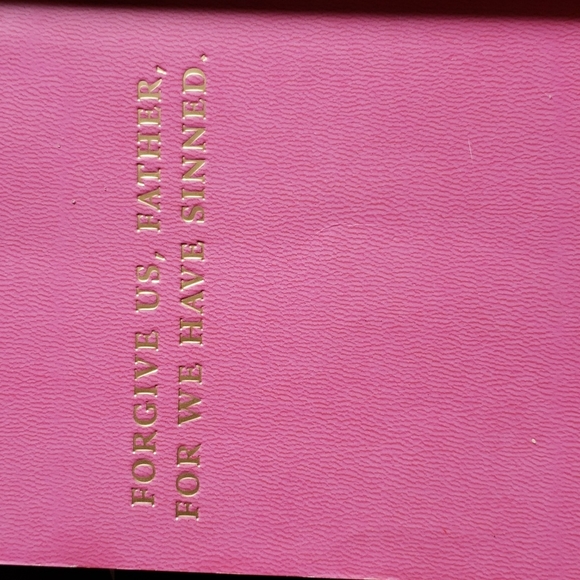 FORGIVE US, FATHER,
FOR WE HAVE SINNED.